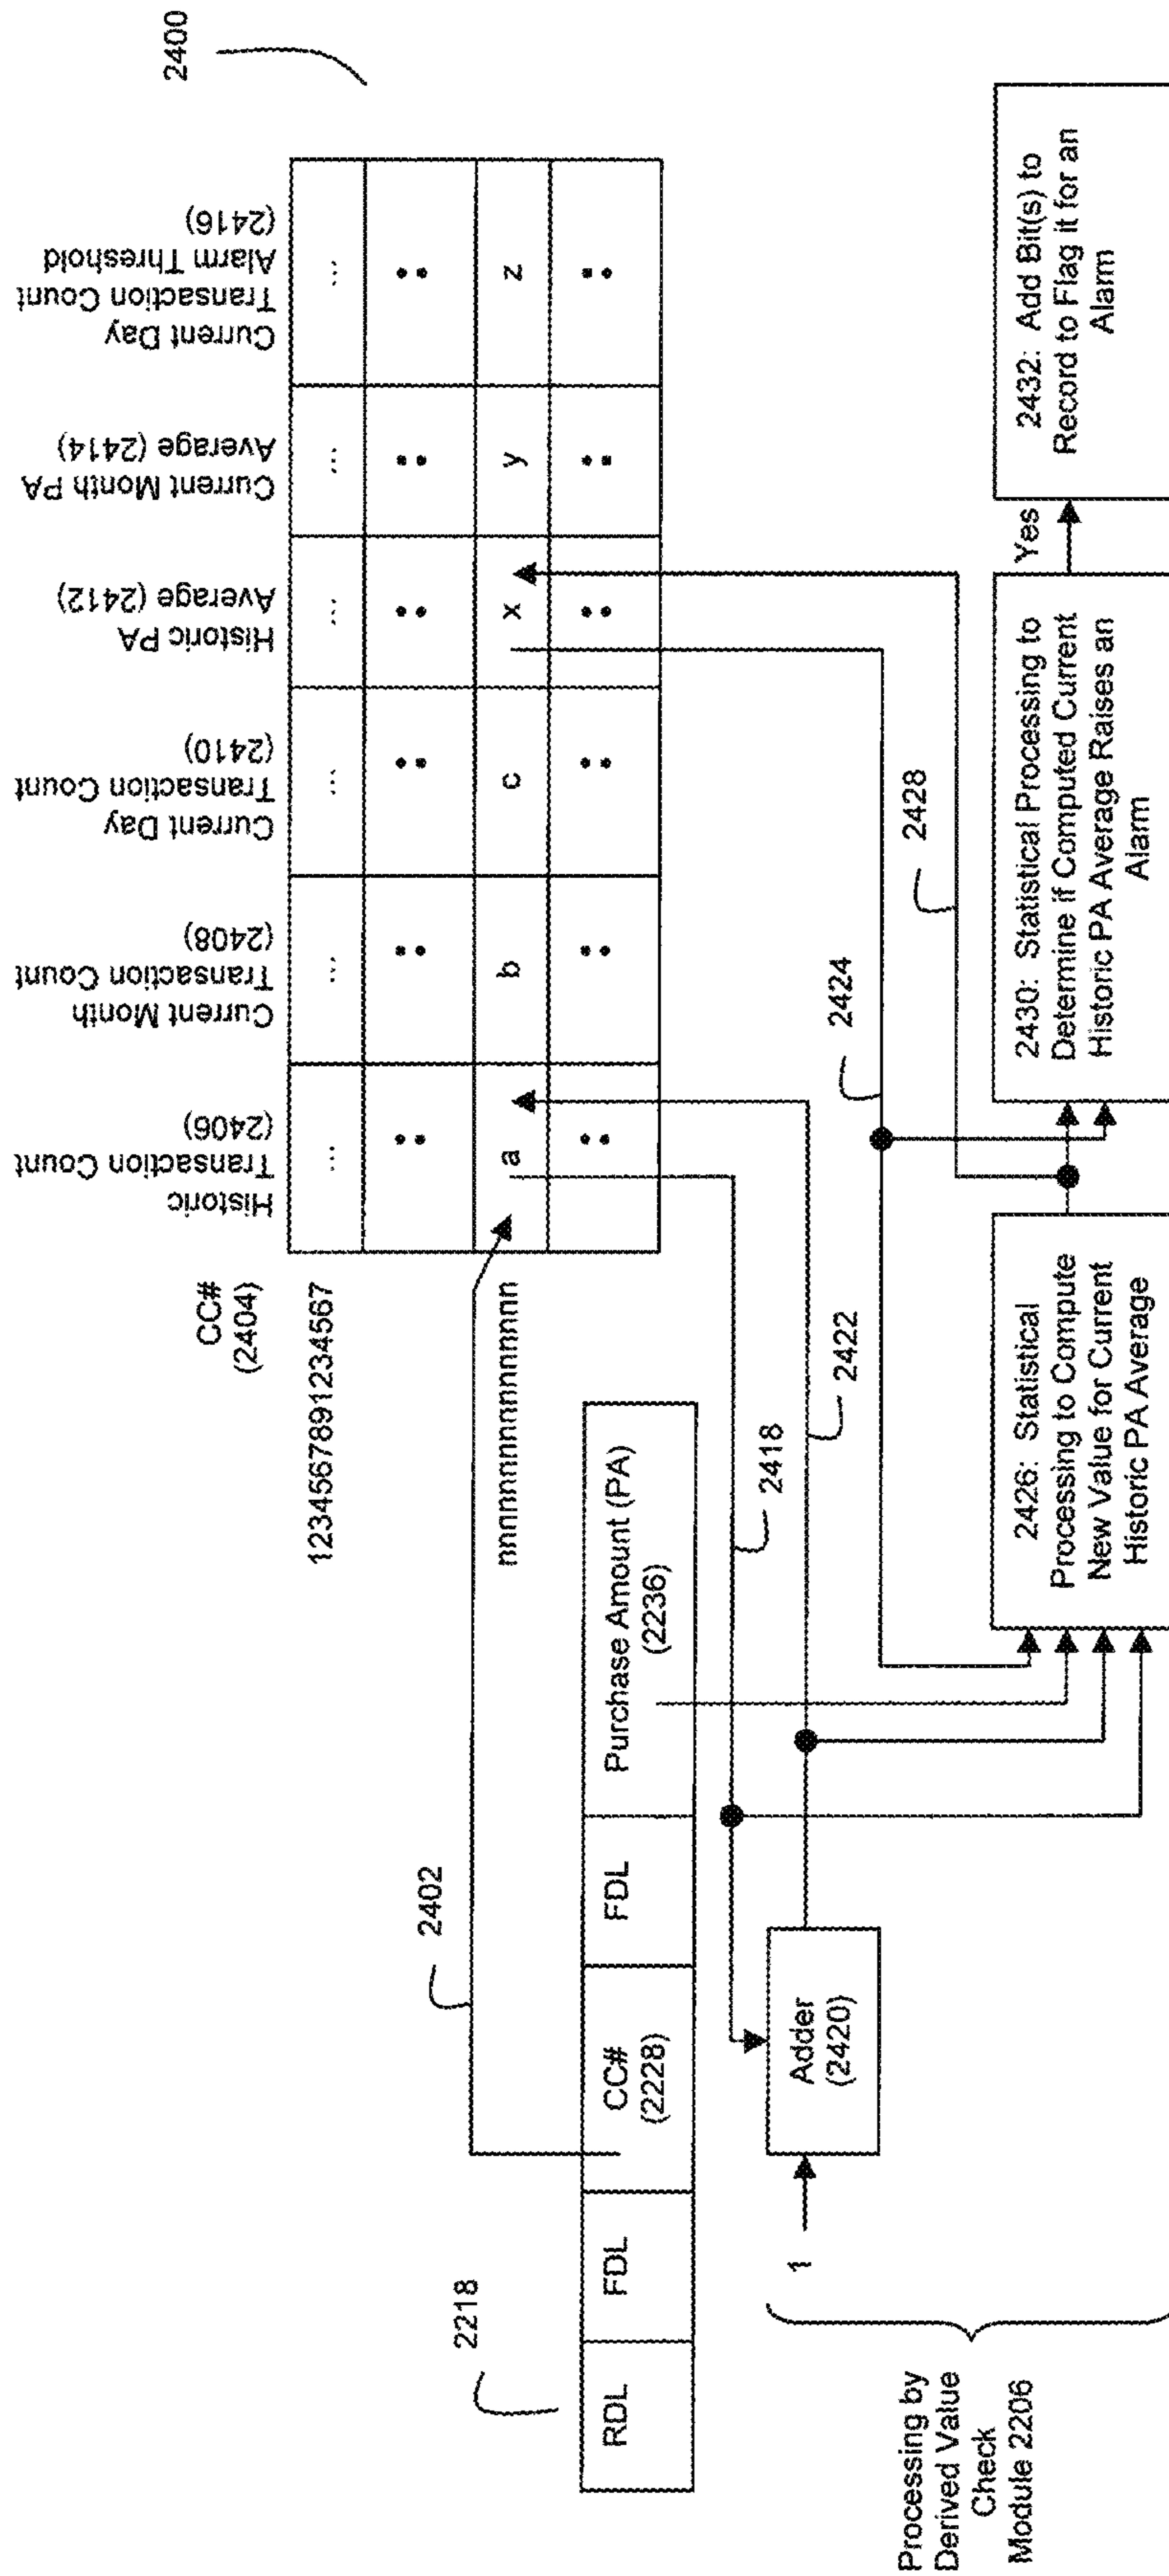 2400
CC#
(2404)
Historic
Transaction Count
(2406)
Current Month
Transaction Count
(2408)
Current Day
Transaction Count
(2410)
Historic PA
Average (2412)
Current Month PA
Average (2414)
Current Day
Transaction Count
Alarm Threshold
(2416)
1234567891234567
...
...
...
...
...
...
nnnnnnnnnnnnnn
a
b
c
x
y
z
2402
2218
RDL
FDL
CC#
(2228)
FDL
Purchase Amount (PA)
(2236)
2418
2422
2424
2428
1
Adder
(2420)
Processing by
Derived Value
Check
Module 2206
2426: Statistical
Processing to Compute
New Value for Current
Historic PA Average
2430: Statistical Processing to
Determine if Computed Current
Historic PA Average Raises an
Alarm
Yes
2432: Add Bit(s) to
Record to Flag it for an
Alarm